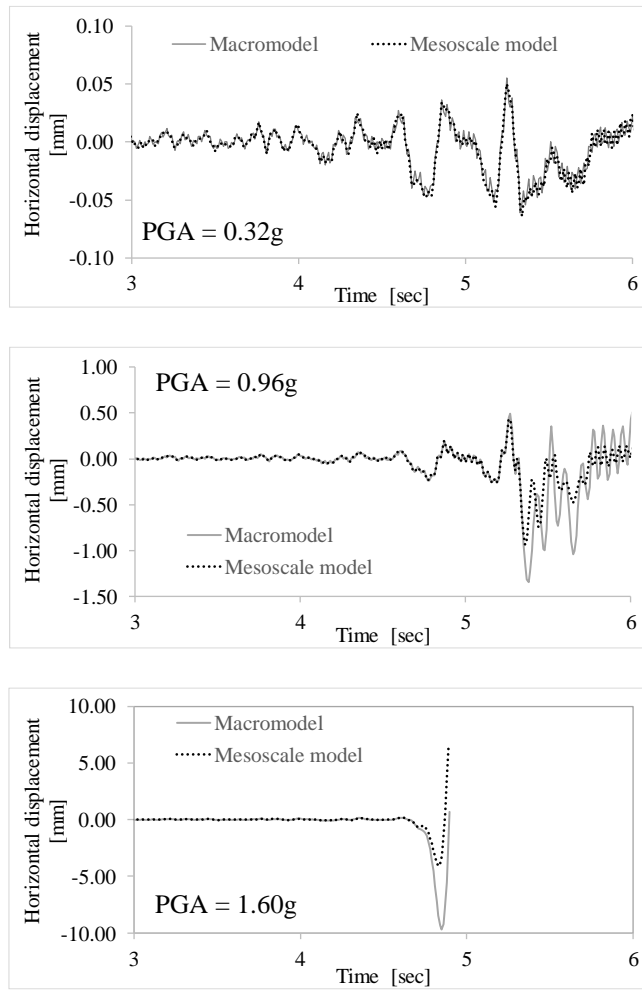 Horizontal displacement
[mm]
0.10
0.05
0.00
-0.05
-0.10
Macromodel
Mesoscale model
PGA = 0.32g
3
4
5
6
Time [sec]
Horizontal displacement
[mm]
1.00
0.50
0.00
-0.50
-1.00
-1.50
PGA = 0.96g
Macromodel
Mesoscale model
3
4
5
6
Time [sec]
Horizontal displacement
[mm]
10.00
5.00
0.00
-5.00
-10.00
Macromodel
Mesoscale model
PGA = 1.60g
3
4
5
6
Time [sec]